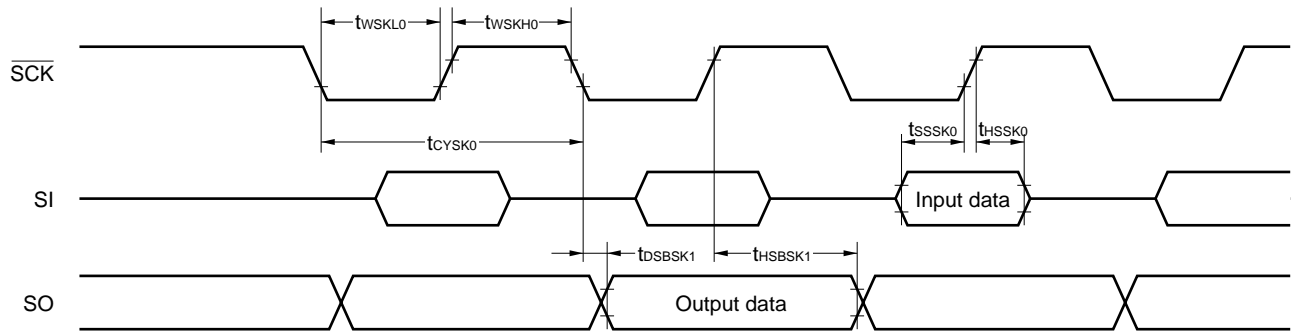 tWSKL0 tWSKH0
SCK
tSSSK0 tHSSK0
tCYSK0
SI Input data
tDSBSK1 tHSBSK1
SO Output data